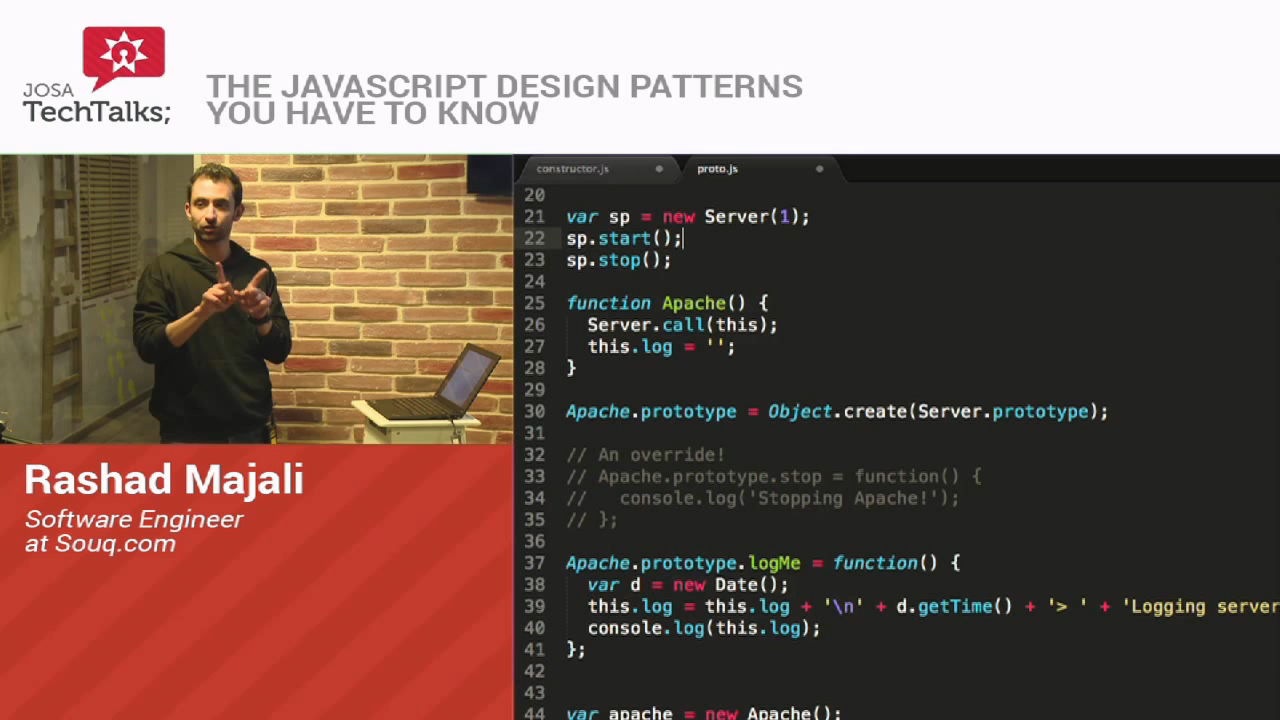 JOSA
TechTalks;
THE JAVASCRIPT DESIGN PATTERNS
YOU HAVE TO KNOW
constructor.js
proto.js
20
21 var sp = new Server(1);
22 sp.start();
23 sp.stop();
24
25 function Apache() {
26 Server.call(this);
27 this.log = '';
28 }
29
30 Apache.prototype = Object.create(Server.prototype);
31
32 // An override!
33 // Apache.prototype.stop = function() {
34 // console.log('Stopping Apache!');
35 // };
36
37 Apache.prototype.logMe = function() {
38 var d = new Date();
39 this.log = this.log + '\n' + d.getTime() + '> ' + 'Logging server
40 console.log(this.log);
41 };
42
43
44 var apache = new Apache();
Rashad Majali
Software Engineer
at Souq.com